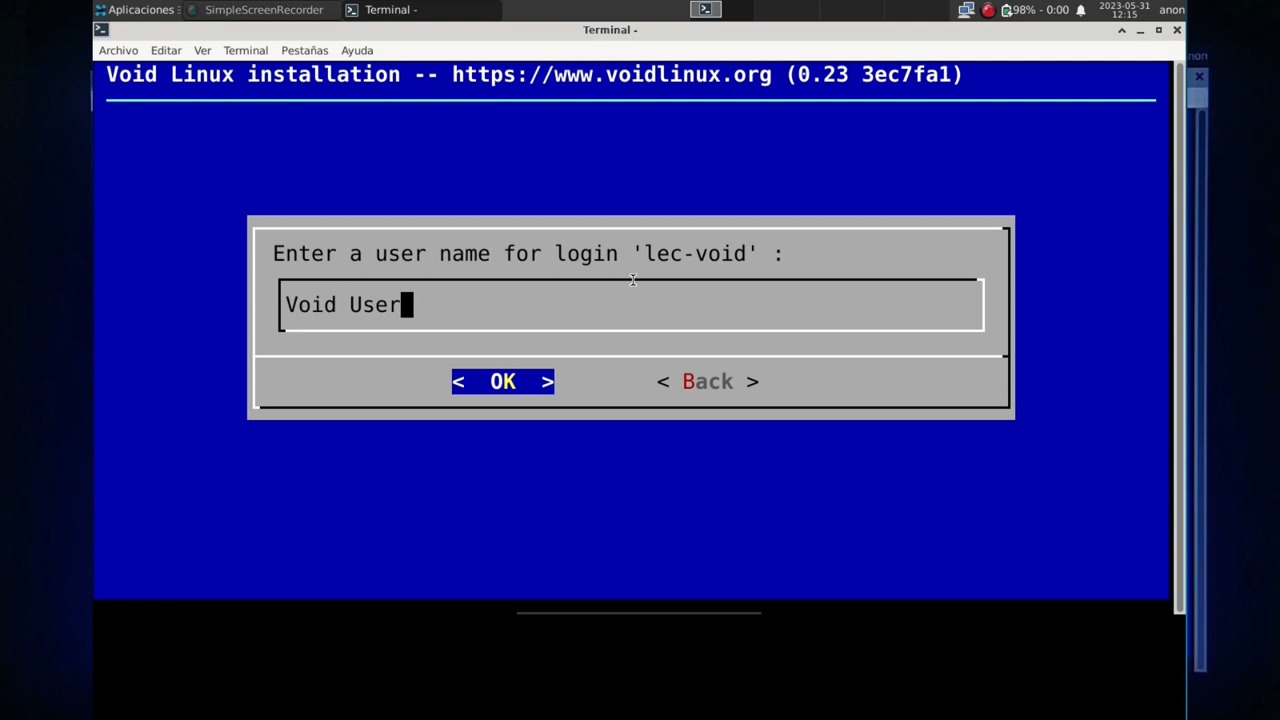 Aplicaciones SimpleScreenRecorder Terminal - 98% - 0:00 2023-05-31 anon
12:15
Terminal -
Archivo Editar Ver Terminal Pestañas Ayuda
non
Void Linux installation -- https://www.voidlinux.org (0.23 3ec7fa1)
Enter a user name for login 'lec-void' :
Void User
< OK > < Back >